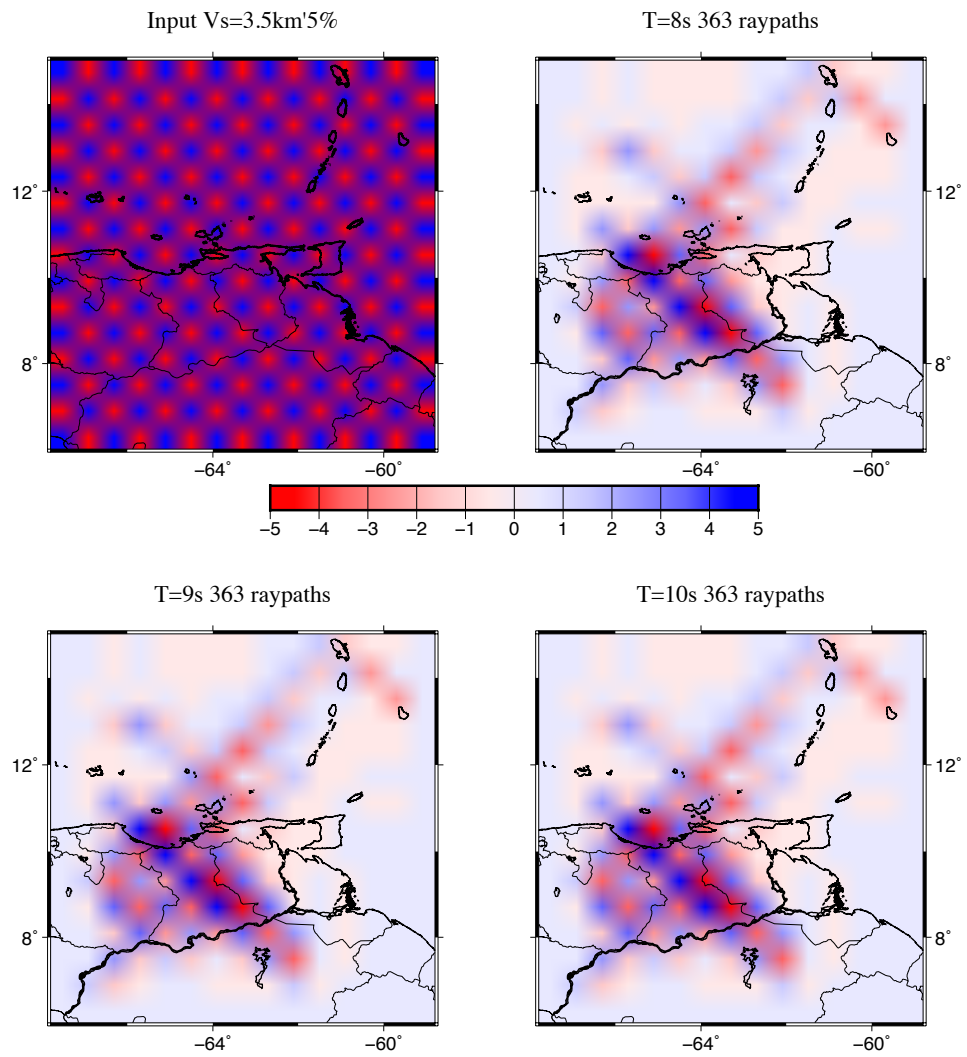 Input Vs=3.5km'5%
T=8s 363 raypaths
12˚
12˚
8˚
8˚
−64˚ −60˚
−64˚ −60˚
−5 −4 −3 −2 −1 0 1 2 3 4 5
T=9s 363 raypaths
T=10s 363 raypaths
12˚
12˚
8˚
8˚
−64˚ −60˚
−64˚ −60˚